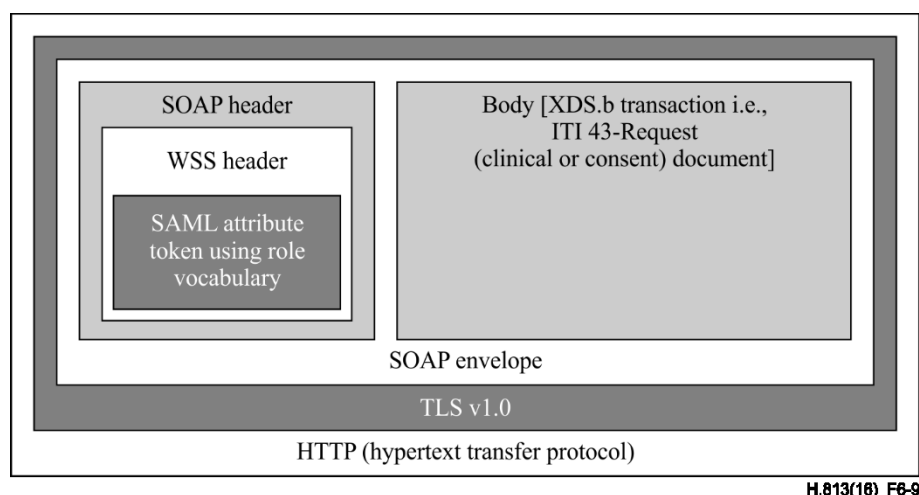 SOAP header
WSS header
SAML attribute
token using role
vocabulary
Body [XDS.b transaction i.e.,
ITI 43-Request
(clinical or consent) document]
SOAP envelope
TLS v1.0
HTTP (hypertext transfer protocol)
H.813(16)_F6-9